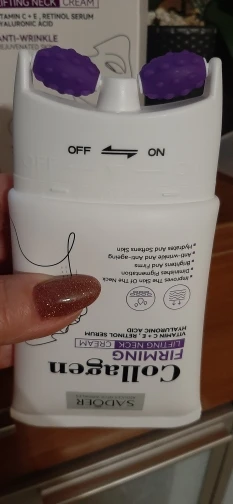 LIFTING NECK CREAM
VITAMIN C + E, RETINOL SERUM
HYALURONIC ACID
ANTI-WRINKLE
OFF ON
SADOER
Collagen
FIRMING
LIFTING NECK CREAM
VITAMIN C + E, RETINOL SERUM
HYALURONIC ACID
Improves The Skin Of The Neck
Diminishes Pigmentation
Brightens And Firms
Anti-wrinkle And Anti-ageing
Hydrates And Softens Skin